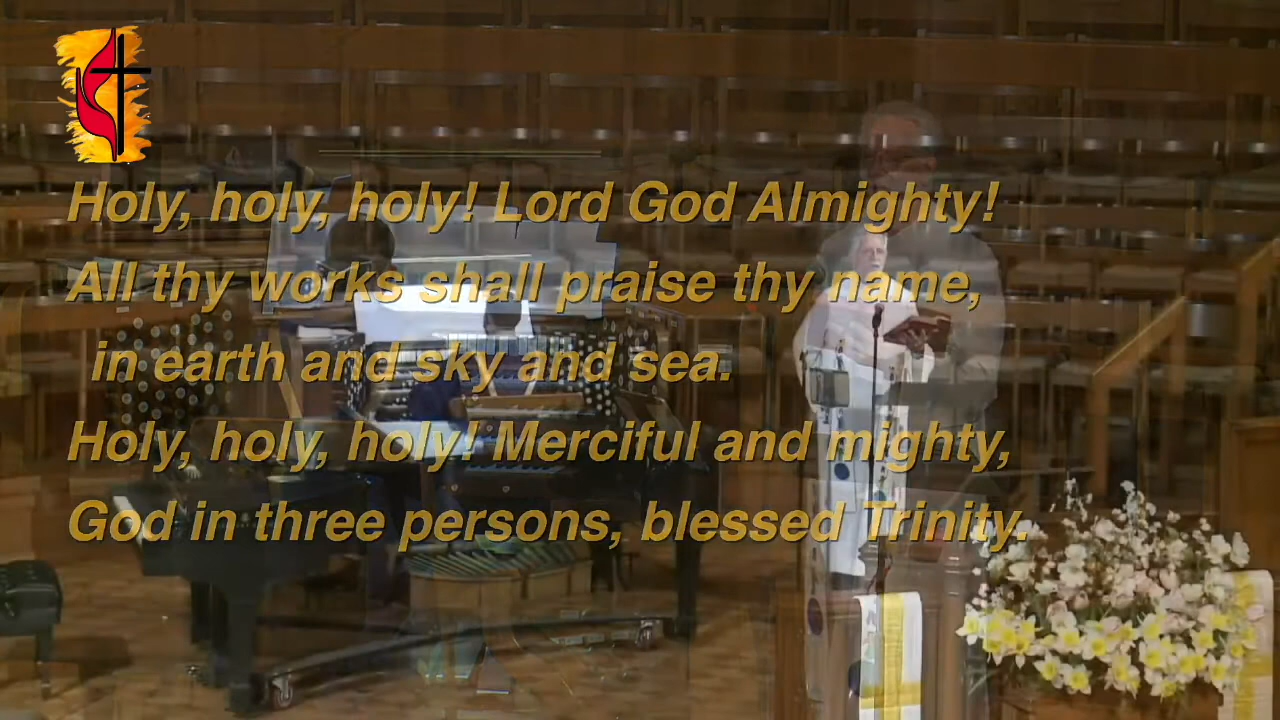 Holy, holy, holy! Lord God Almighty!
All thy works shall praise thy name,
in earth and sky and sea.
Holy, holy, holy! Merciful and mighty,
God in three persons, blessed Trinity.